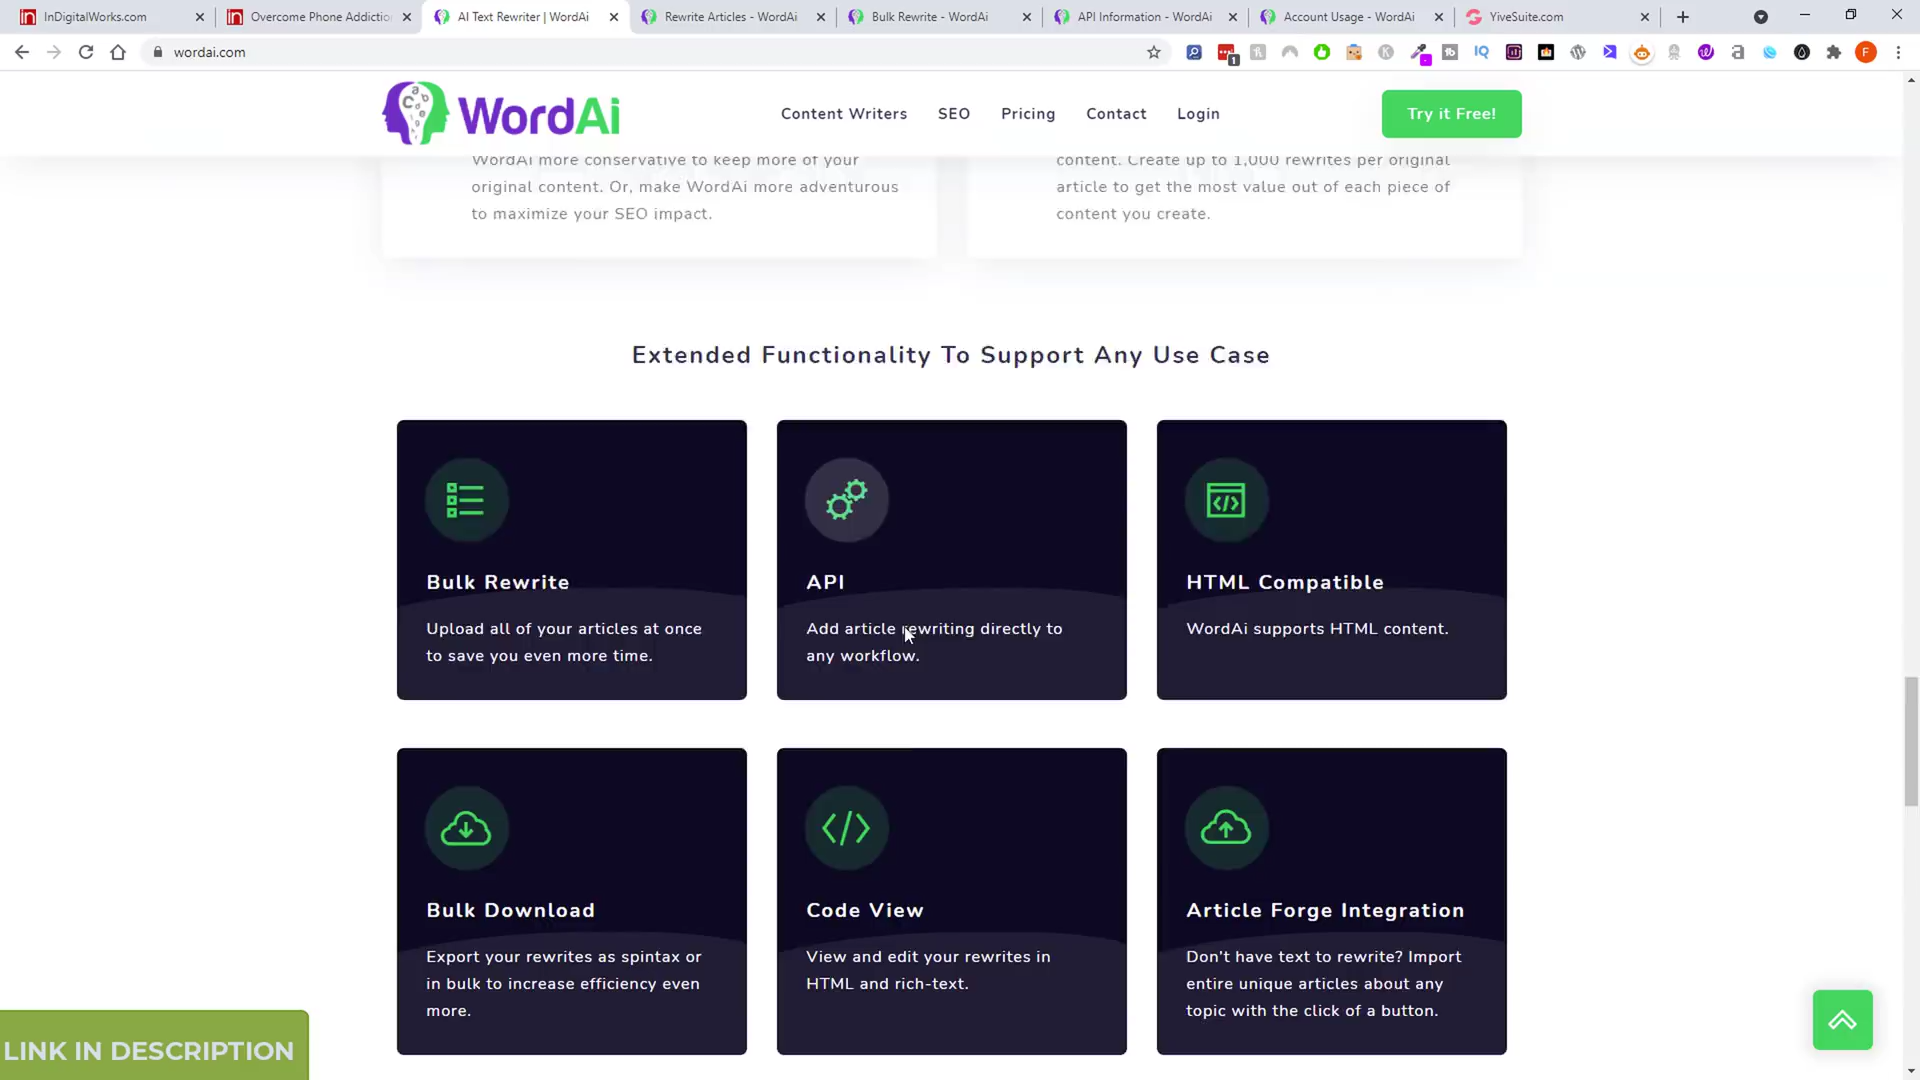 InDigitalWorks.com
Overcome Phone Addictio
AI Text Rewriter | WordAi
Rewrite Articles - WordAi
Bulk Rewrite - WordAi
API Information - WordAi
Account Usage - WordAi
YiveSuite.com
wordai.com
1
IQ
F
WordAi
Content Writers
SEO
Pricing
Contact
Login
Try it Free!
WordAi more conservative to keep more of your
original content. Or, make WordAi more adventurous
to maximize your SEO impact.
content. Create up to 1,000 rewrites per original
article to get the most value out of each piece of
content you create.
Extended Functionality To Support Any Use Case
Bulk Rewrite
Upload all of your articles at once
to save you even more time.
API
Add article rewriting directly to
any workflow.
HTML Compatible
WordAi supports HTML content.
Bulk Download
Export your rewrites as spintax or
in bulk to increase efficiency even
more.
Code View
View and edit your rewrites in
HTML and rich-text.
Article Forge Integration
Don't have text to rewrite? Import
entire unique articles about any
topic with the click of a button.
LINK IN DESCRIPTION